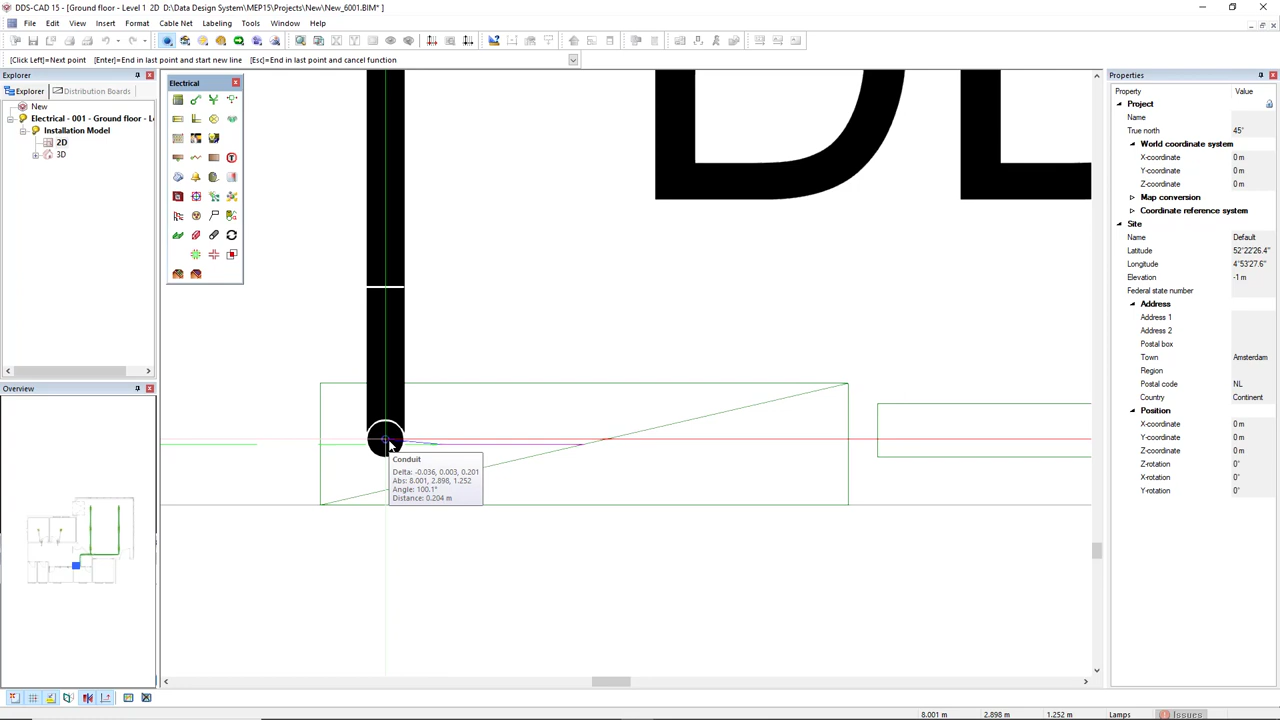 DDS-CAD 15 - [Ground floor - Level 1  2D  D:\Data Design System\MEP15\Projects\New\New_6001.BIM* ]
File Edit View Insert Format Cable Net Labeling Tools Window Help
[Click Left]=Next point  [Enter]=End in last point and start new line  [Esc]=End in last point and cancel function
Explorer
Explorer Distribution Boards
New
Electrical - 001 - Ground floor - L
Installation Model
2D
3D
Overview
Electrical
DL
Conduit
Delta: -0.036, 0.003, 0.201
Abs: 8.001, 2.898, 1.252
Angle: 100.1°
Distance: 0.204 m
Properties
Property Value
Project
Name
True north 45°
World coordinate system
X-coordinate 0 m
Y-coordinate 0 m
Z-coordinate 0 m
Map conversion
Coordinate reference system
Site
Name Default
Latitude 52°22'26.4"
Longitude 4°53'27.6"
Elevation -1 m
Federal state number
Address
Address 1
Address 2
Postal box
Town Amsterdam
Region
Postal code NL
Country Continent
Position
X-coordinate 0 m
Y-coordinate 0 m
Z-coordinate 0 m
Z-rotation 0°
X-rotation 0°
Y-rotation 0°
8.001 m 2.898 m 1.252 m Lamps Issues